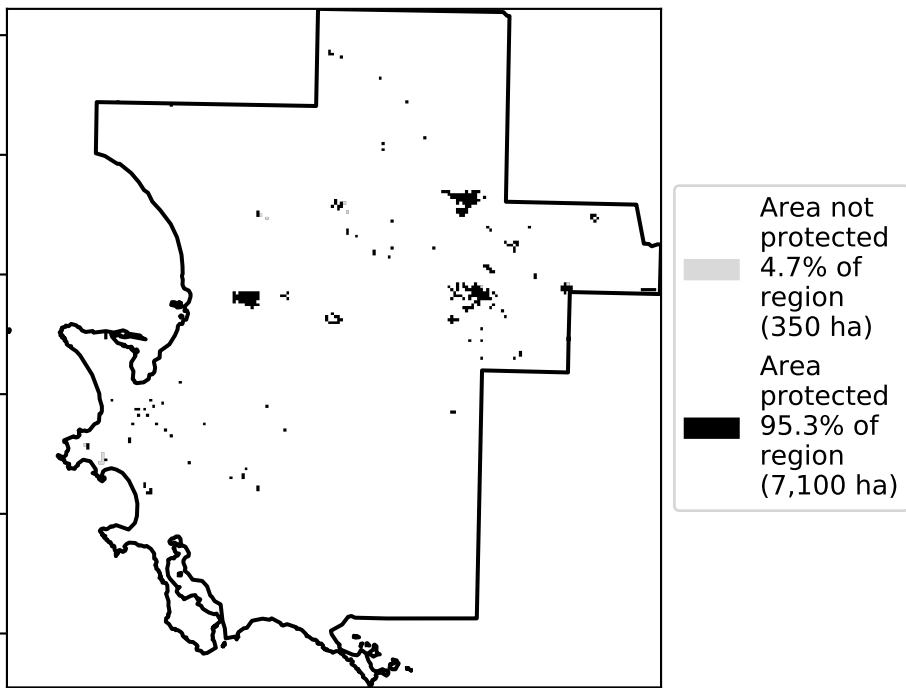 Area not
protected
4.7% of
region
(350 ha)
Area
protected
95.3% of
region
(7,100 ha)